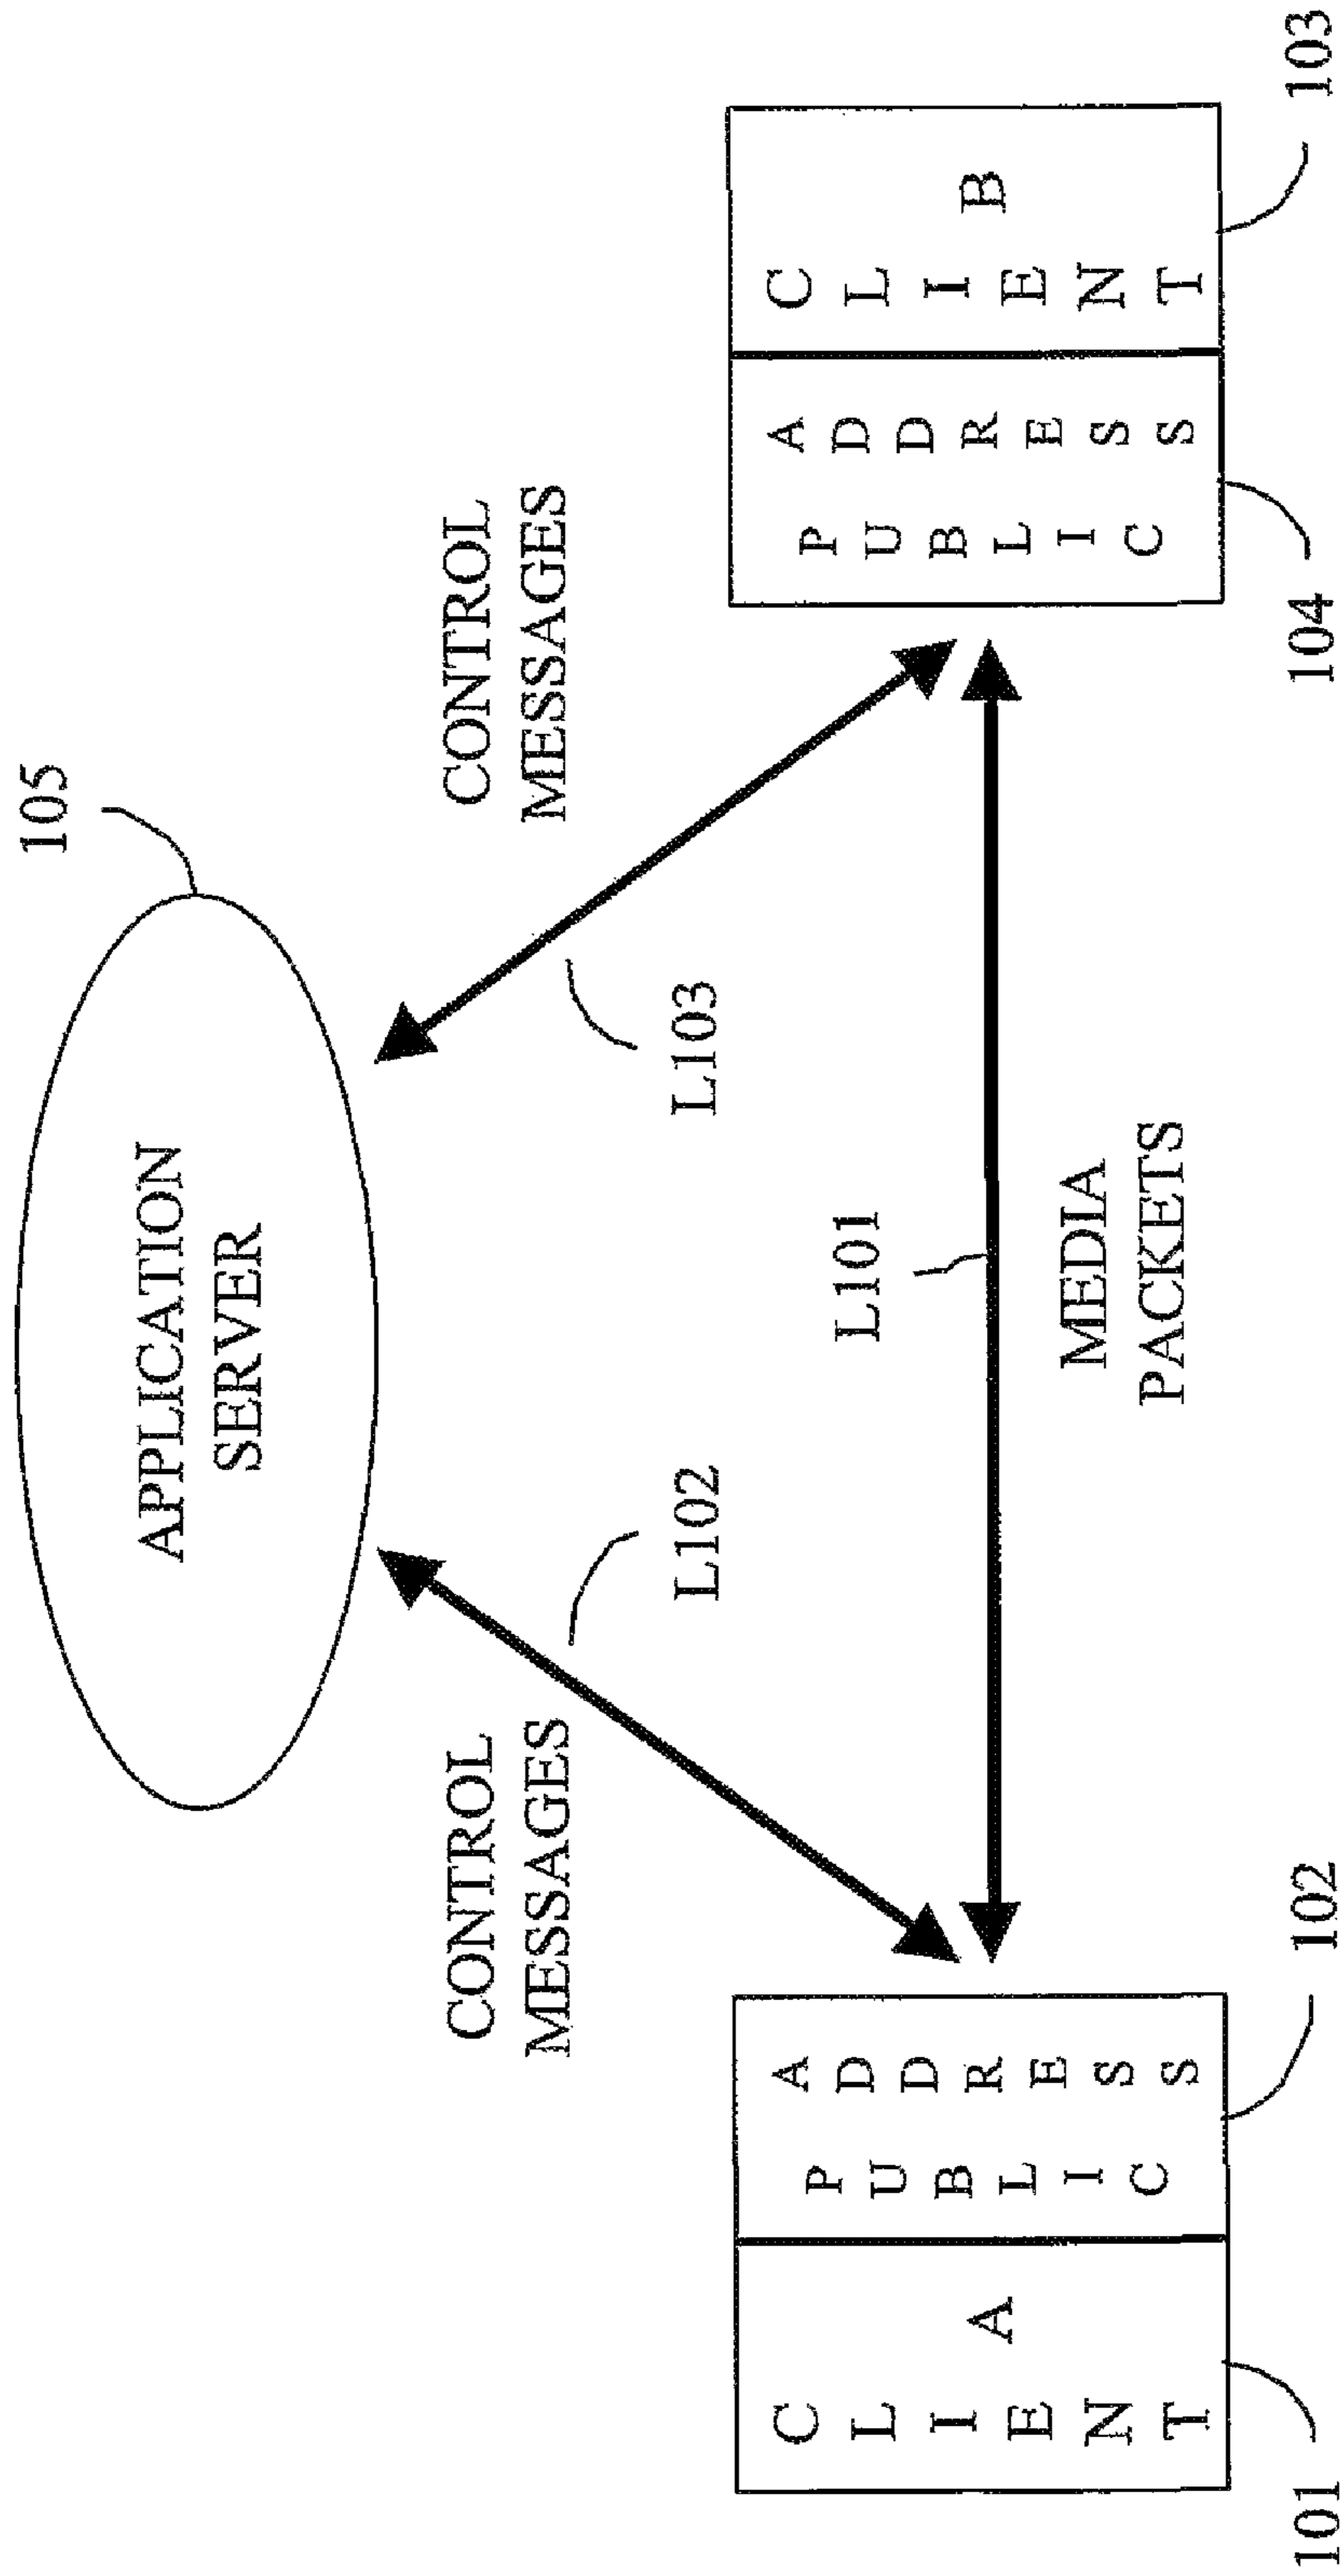 105
APPLICATION
SERVER
CONTROL
MESSAGES
CONTROL
MESSAGES
L102
L103
L101
MEDIA
PACKETS
CLIENT
A
PUBLIC
ADDRESS
PUBLIC
ADDRESS
CLIENT
B
101
102
104
103